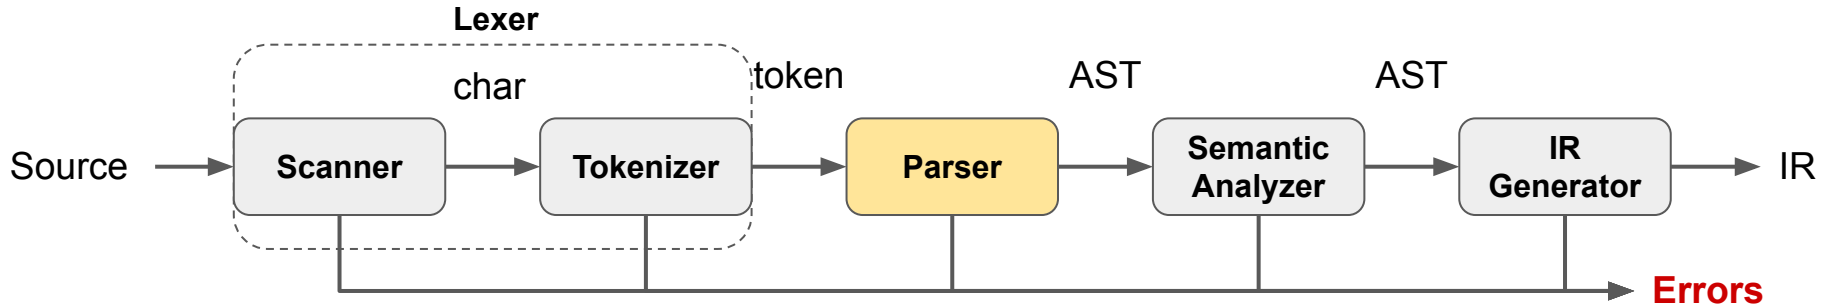 Lexer
char
token
AST
AST
Source
Scanner
Tokenizer
Parser
Semantic
Analyzer
IR
Generator
IR
Errors